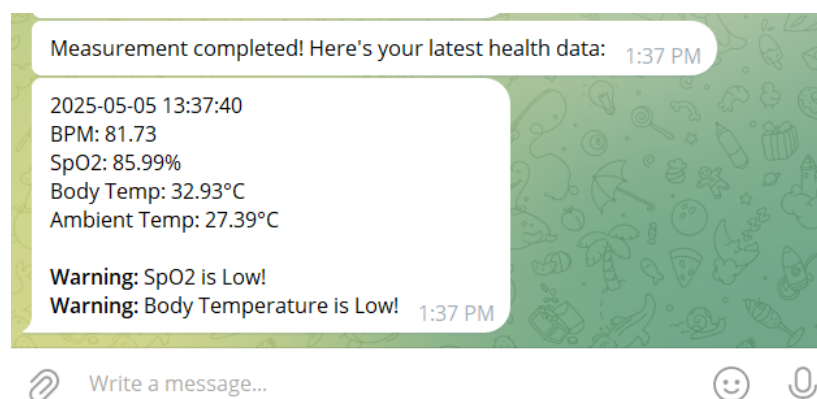 Measurement completed! Here's your latest health data: 1:37 PM
2025-05-05 13:37:40
BPM: 81.73
SpO2: 85.99%
Body Temp: 32.93°C
Ambient Temp: 27.39°C
Warning: SpO2 is Low!
Warning: Body Temperature is Low! 1:37 PM
Write a message...